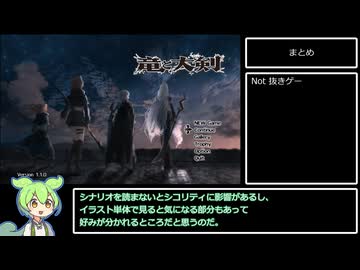 竜と大剣
NEW Game
Continue
Gallery
Trophy
Option
Quit
Version 1.1.0
まとめ
Not 抜きゲー
シナリオを読まないとシコリティに影響があるし、
イラスト単体で見ると気になる部分もあって
好みが分かれるところだと思うのだ。